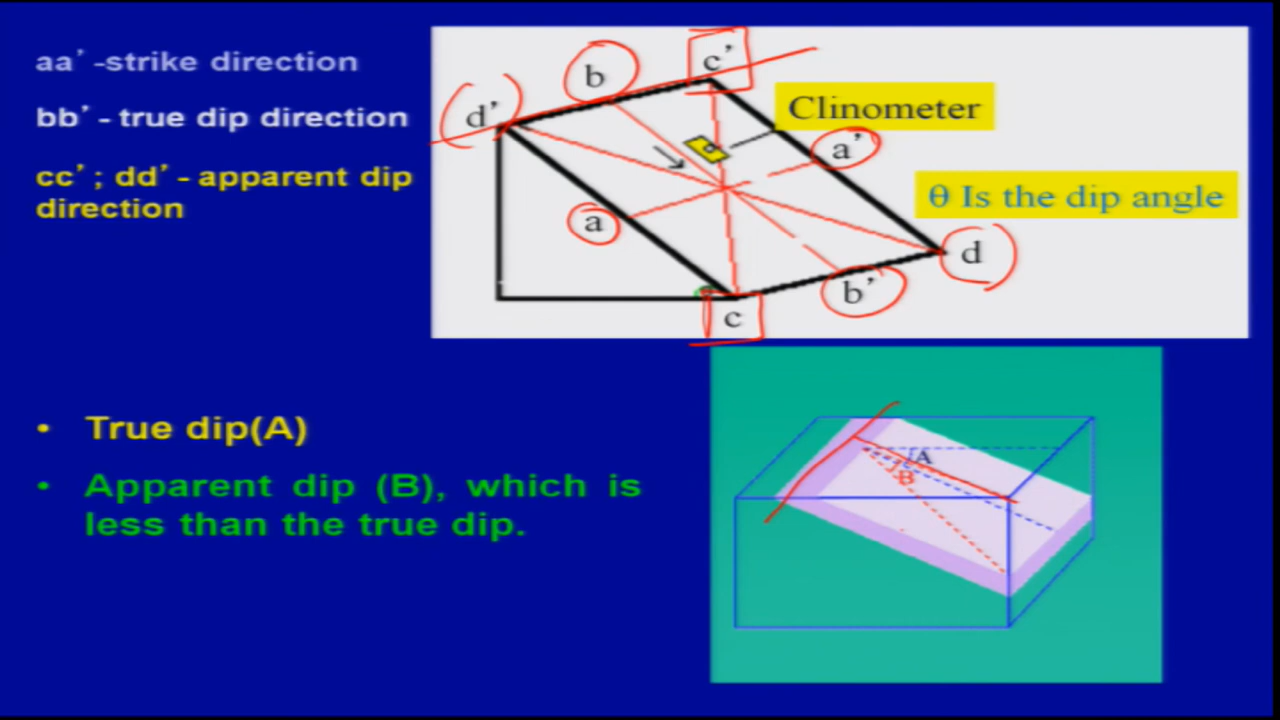 aa’ -strike direction
bb’ - true dip direction
cc’ ; dd’ - apparent dip
direction
c’
b
d’
Clinometer
a’
θ Is the dip angle
a
d
b’
c
• True dip(A)
• Apparent dip (B), which is
less than the true dip.
A
B